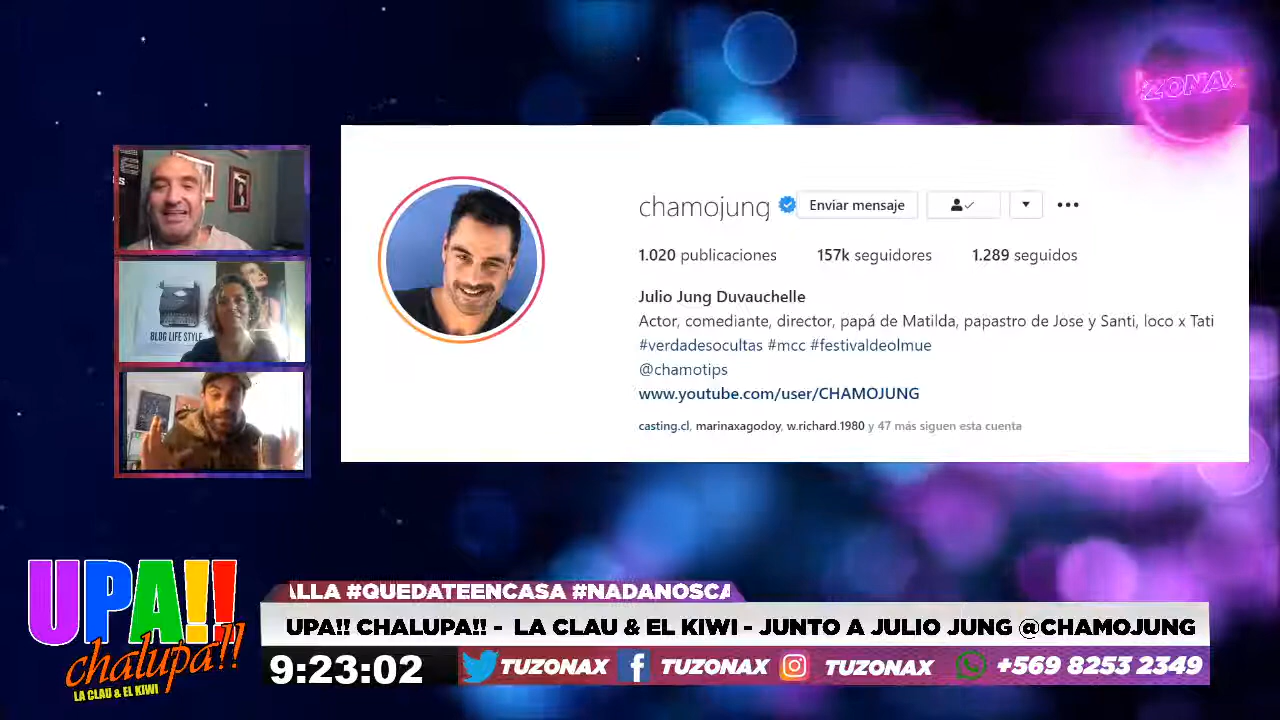 ZONAX
chamojung
Enviar mensaje
1.020 publicaciones 157k seguidores 1.289 seguidos
Julio Jung Duvauchelle
Actor, comediante, director, papá de Matilda, papastro de Jose y Santi, loco x Tati
#verdadesocultas #mcc #festivaldeolmue
@chamotips
www.youtube.com/user/CHAMOJUNG
casting.cl, marinaxagodoy, w.richard.1980 y 47 más siguen esta cuenta
BLOG LIFE STYLE
UPA!!
chalupa!!
LA CLAU & EL KIWI
ALLA #QUEDATEENCASA #NADANOSCA
UPA!! CHALUPA!! - LA CLAU & EL KIWI - JUNTO A JULIO JUNG @CHAMOJUNG
9:23:02 TUZONAX TUZONAX TUZONAX +569 8253 2349